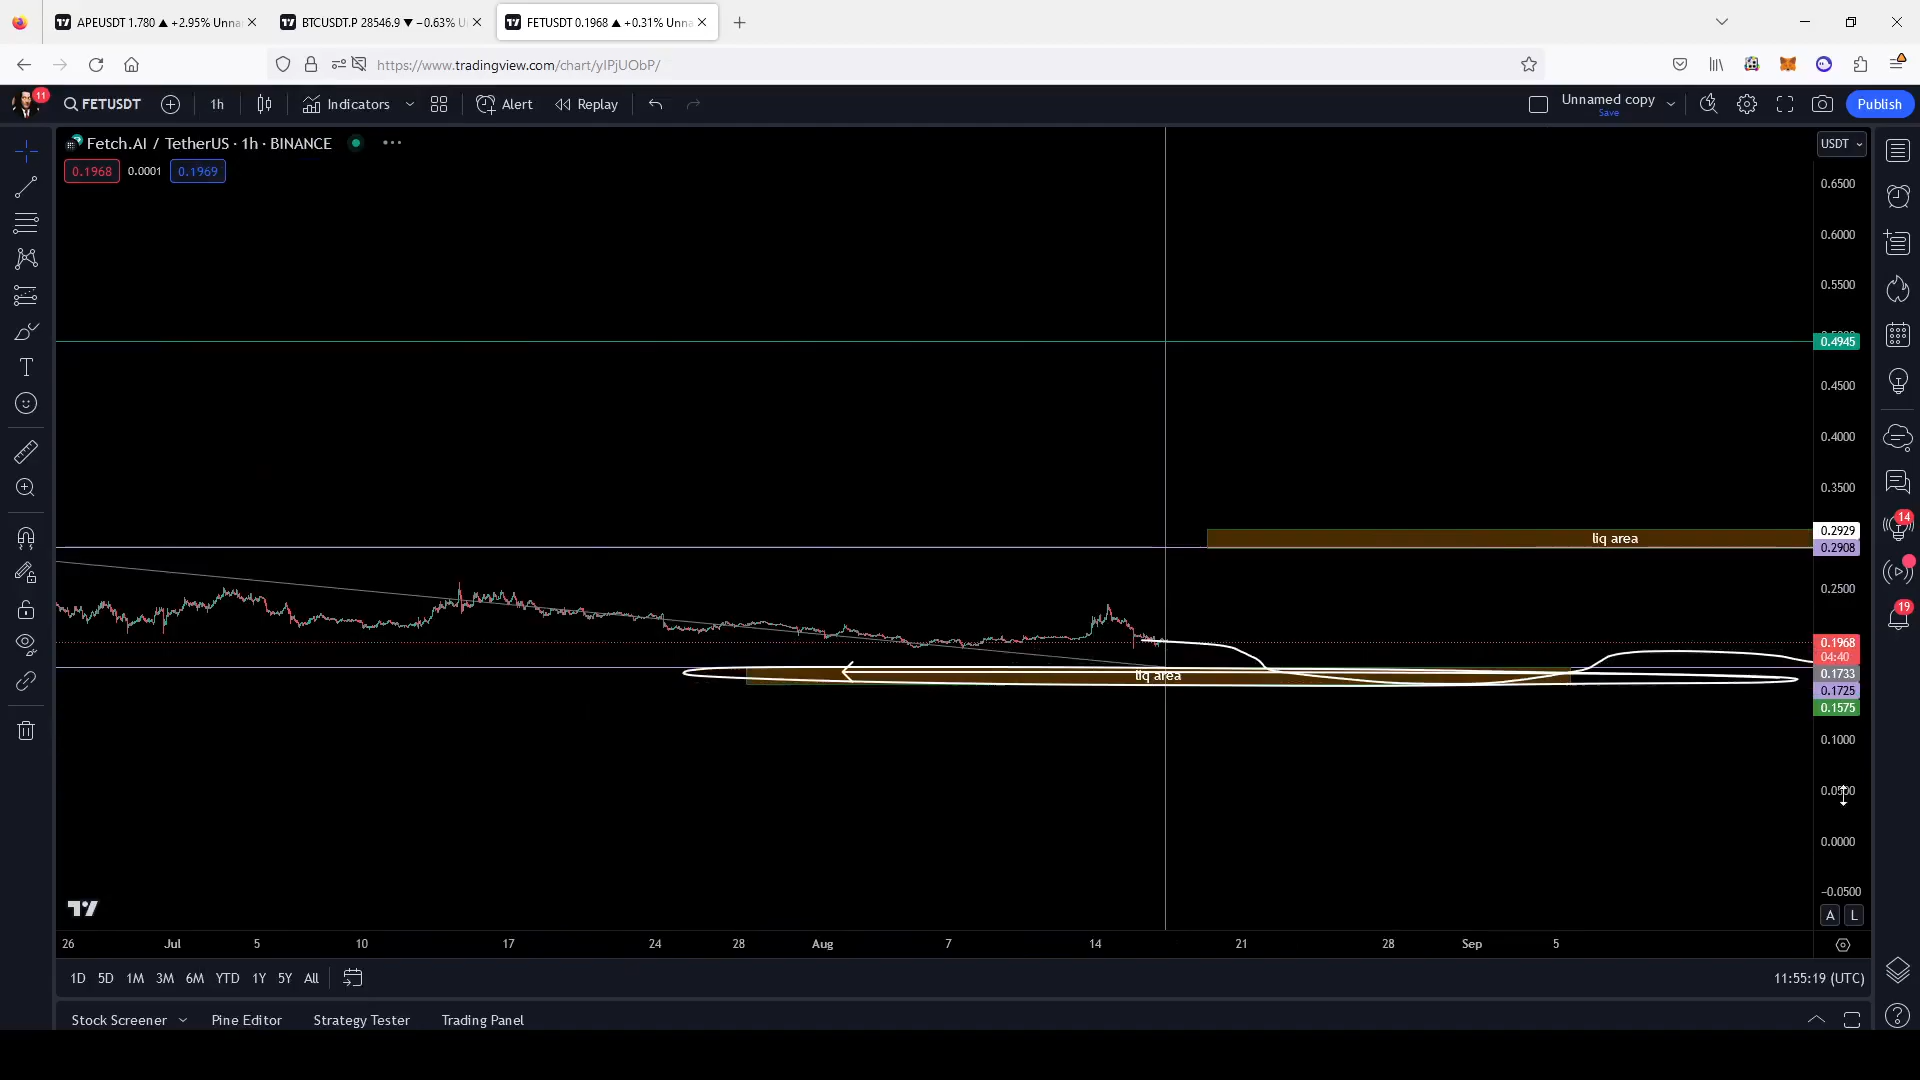 APEUSDT 1.780 ▲ +2.95% Unna
BTCUSDT.P 28546.9 ▼ −0.63% U
FETUSDT 0.1968 ▲ +0.31% Unna
https://www.tradingview.com/chart/yIPjUObP/
11
FETUSDT
1h
Indicators
Alert
Replay
Unnamed copy
Save
Publish
Fetch.AI / TetherUS · 1h · BINANCE
USDT
0.1968
0.0001
0.1969
0.6500
0.6000
0.5500
0.4945
0.4500
0.4000
0.3500
14
0.2929
liq area
0.2908
0.2500
19
0.1968
04:40
0.1733
liq area
0.1725
0.1575
0.1000
0.0500
0.0000
−0.0500
A
L
26
Jul
5
10
17
24
28
Aug
7
14
21
28
Sep
5
1D
5D
1M
3M
6M
YTD
1Y
5Y
All
11:55:19 (UTC)
Stock Screener
Pine Editor
Strategy Tester
Trading Panel